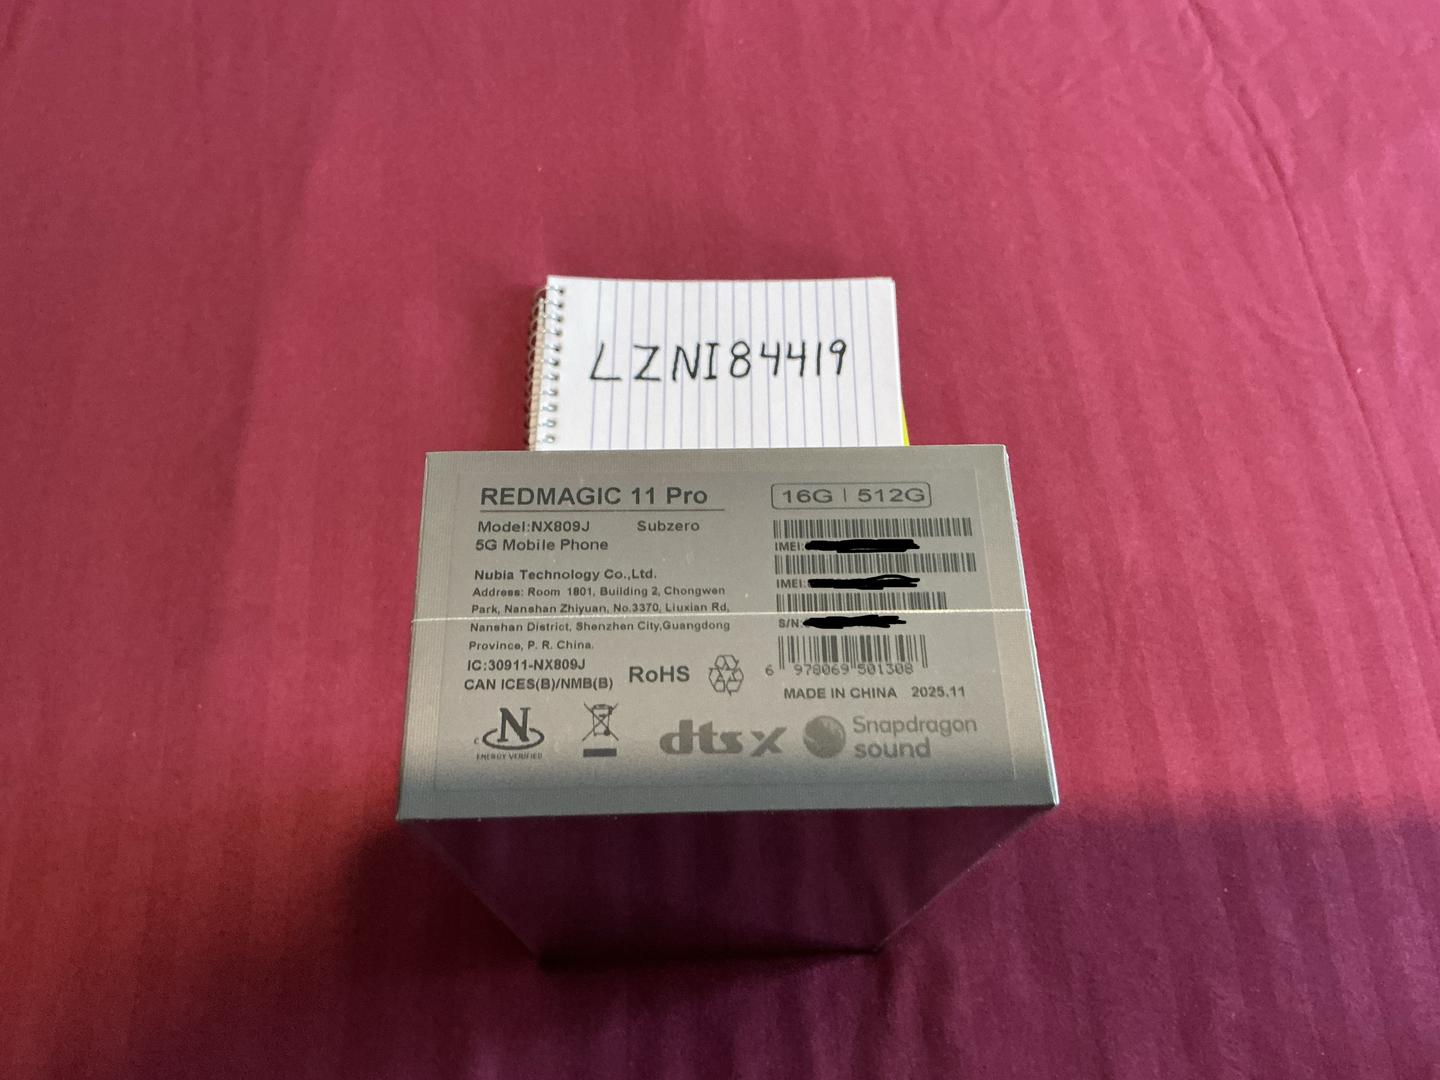 LZNI84419
REDMAGIC 11 Pro
16G | 512G
Model:NX809J Subzero
5G Mobile Phone
Nubia Technology Co.,Ltd.
Address: Room 1801, Building 2, Chongwen
Park, Nanshan Zhiyuan, No.3370, Liuxian Rd,
Nanshan District, Shenzhen City,Guangdong
Province, P. R. China.
IC:30911-NX809J
CAN ICES(B)/NMB(B)
RoHS
IMEI:
IMEI:
S/N:
6 978069 501308
MADE IN CHINA 2025.11
N
ENERGY VERIFIED
dts x
Snapdragon
sound